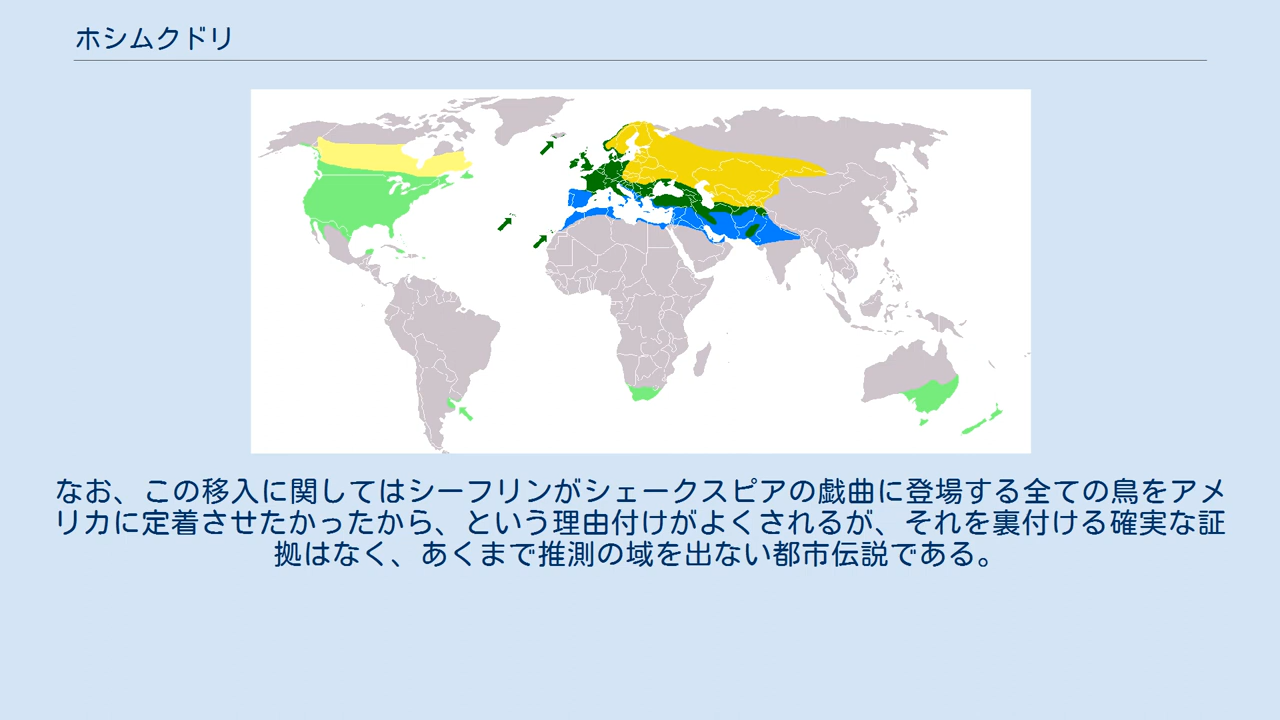 ホシムクドリ
なお、この移入に関してはシーフリンがシェークスピアの戯曲に登場する全ての鳥をアメ
リカに定着させたかったから、という理由付けがよくされるが、それを裏付ける確実な証
拠はなく、あくまで推測の域を出ない都市伝説である。